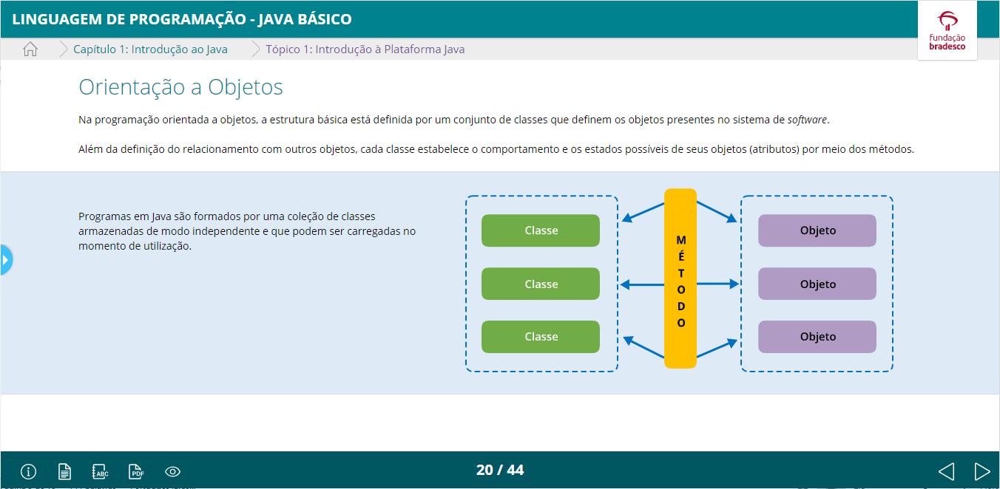 LINGUAGEM DE PROGRAMAÇÃO - JAVA BÁSICO
fundação
bradesco
Capítulo 1: Introdução ao Java
Tópico 1: Introdução à Plataforma Java
Orientação a Objetos
Na programação orientada a objetos, a estrutura básica está definida por um conjunto de classes que definem os objetos presentes no sistema de software.
Além da definição do relacionamento com outros objetos, cada classe estabelece o comportamento e os estados possíveis de seus objetos (atributos) por meio dos métodos.
Programas em Java são formados por uma coleção de classes
armazenadas de modo independente e que podem ser carregadas no
momento de utilização.
Classe
Classe
Classe
MÉTODO
Objeto
Objeto
Objeto
ABC
PDF
20 / 44